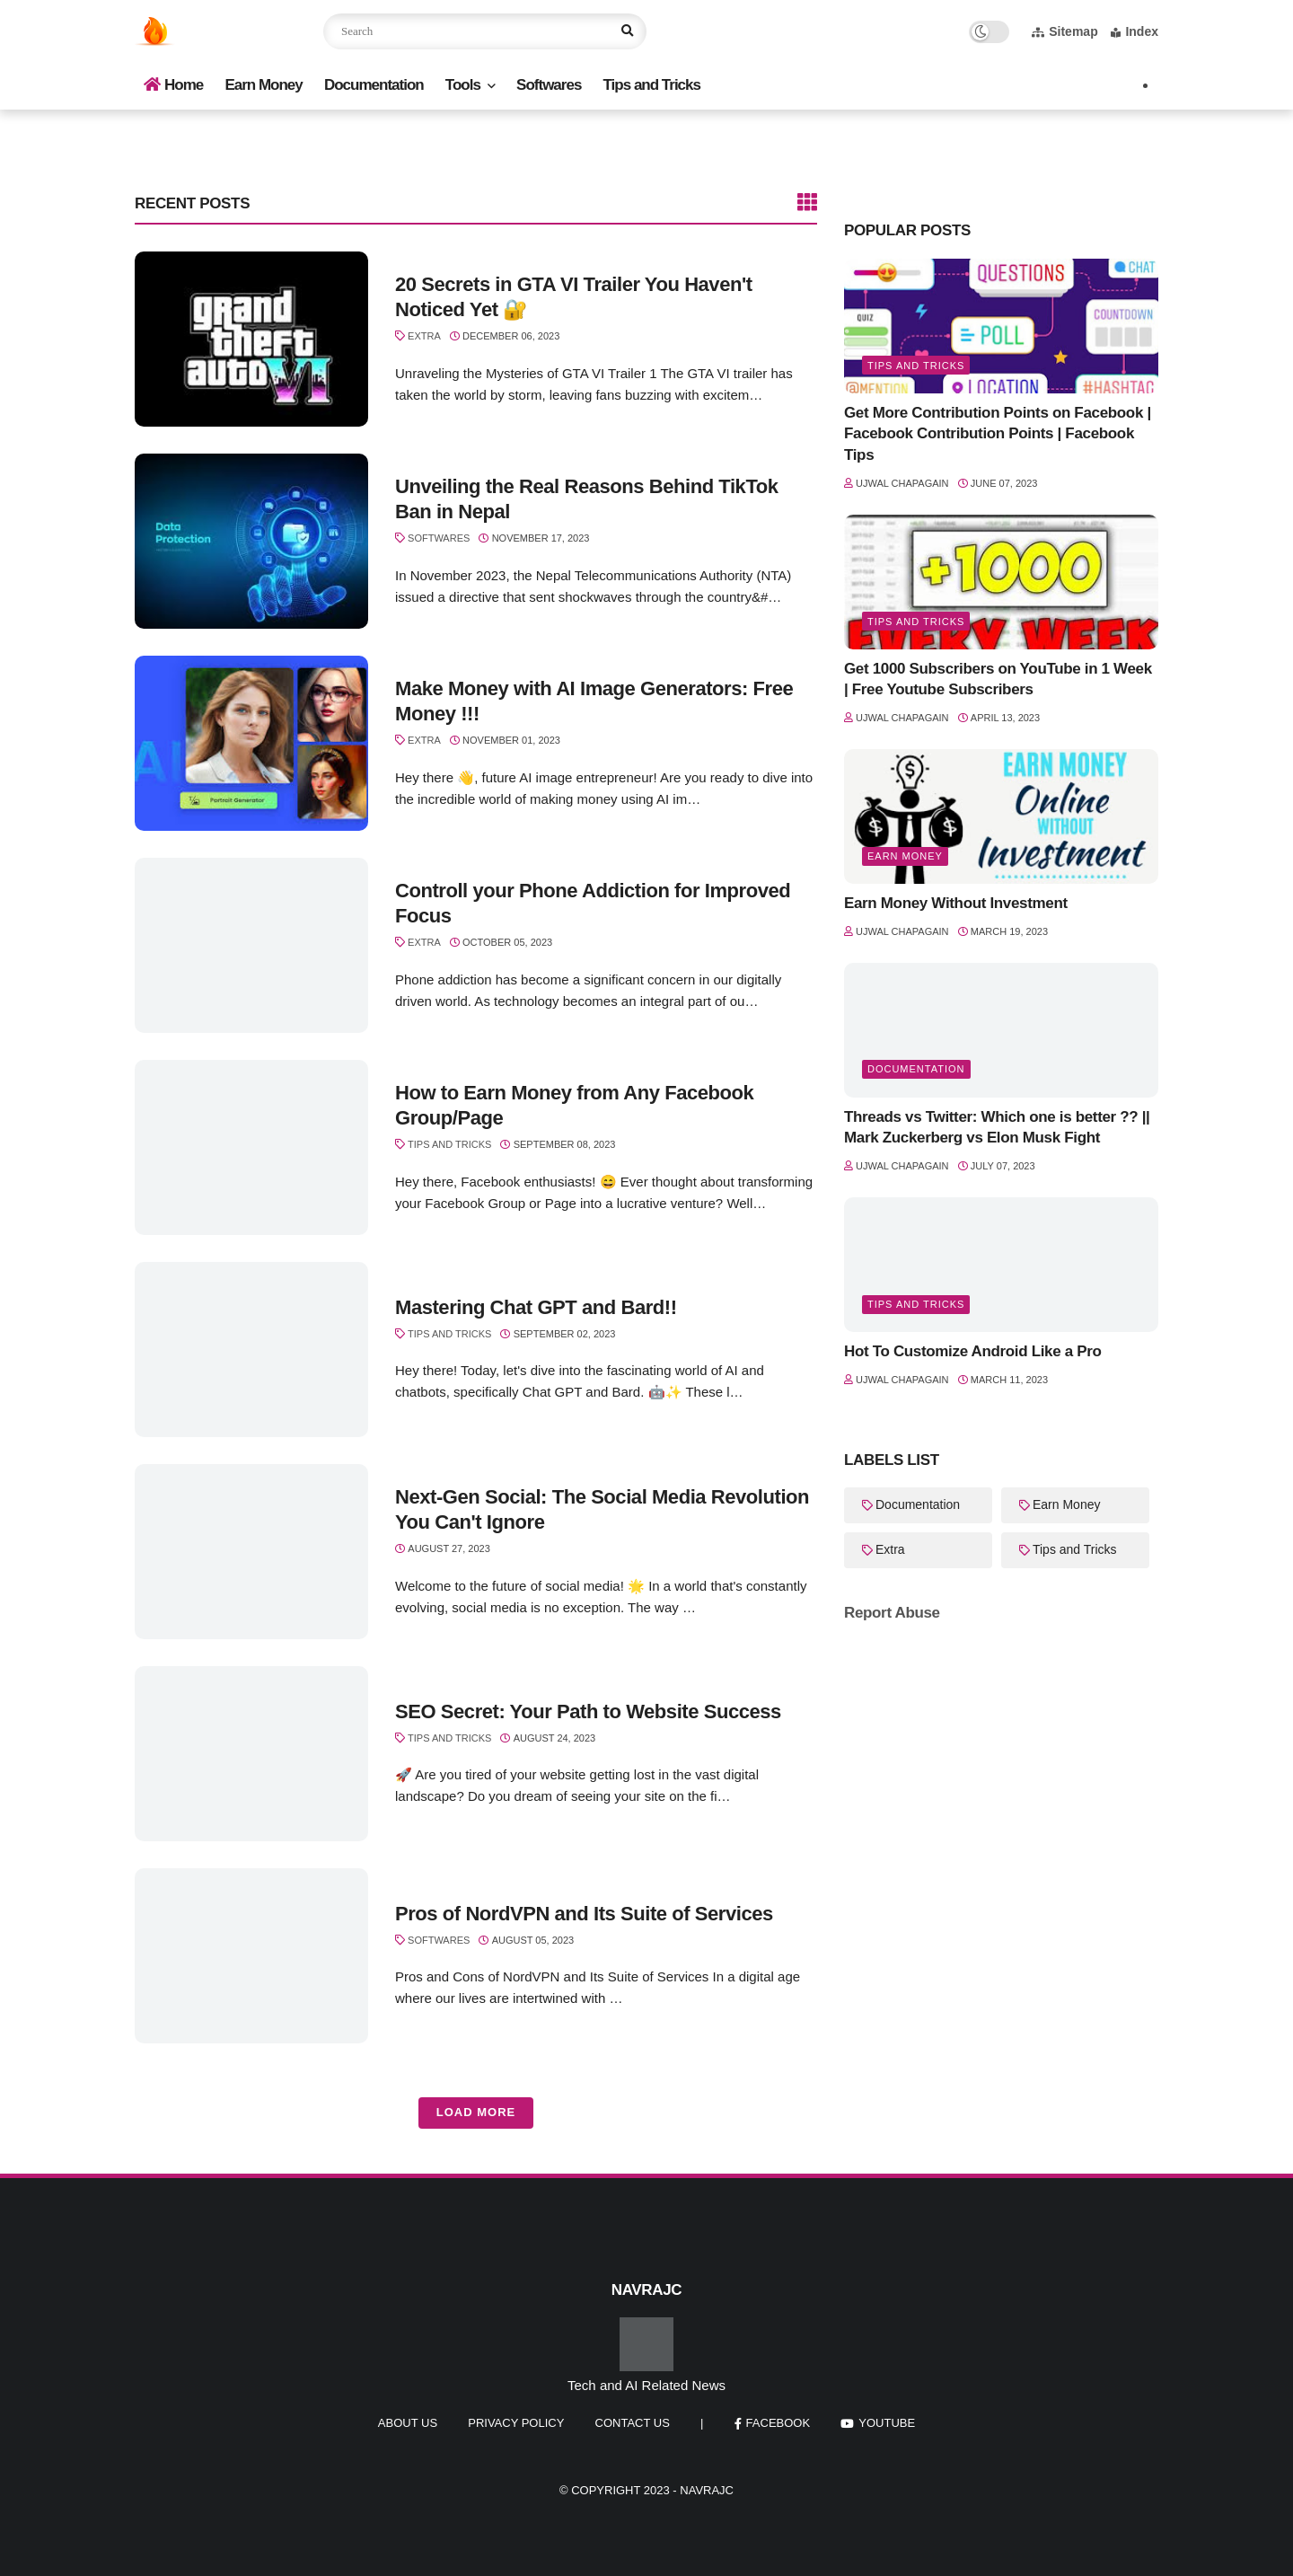 Search
Sitemap
Index
Home
Earn Money
Documentation
Tools
Softwares
Tips and Tricks
RECENT POSTS
grand
theft
auto VI
20 Secrets in GTA VI Trailer You Haven't
Noticed Yet 🔐
EXTRA DECEMBER 06, 2023
Unraveling the Mysteries of GTA VI Trailer 1 The GTA VI trailer has
taken the world by storm, leaving fans buzzing with excitem…
Data
Protection
Unveiling the Real Reasons Behind TikTok
Ban in Nepal
SOFTWARES NOVEMBER 17, 2023
In November 2023, the Nepal Telecommunications Authority (NTA)
issued a directive that sent shockwaves through the country&#…
AI
Portrait Generator
Make Money with AI Image Generators: Free
Money !!!
EXTRA NOVEMBER 01, 2023
Hey there 👋, future AI image entrepreneur! Are you ready to dive into
the incredible world of making money using AI im…
Controll your Phone Addiction for Improved
Focus
EXTRA OCTOBER 05, 2023
Phone addiction has become a significant concern in our digitally
driven world. As technology becomes an integral part of ou…
How to Earn Money from Any Facebook
Group/Page
TIPS AND TRICKS SEPTEMBER 08, 2023
Hey there, Facebook enthusiasts! 😄 Ever thought about transforming
your Facebook Group or Page into a lucrative venture? Well…
Mastering Chat GPT and Bard!!
TIPS AND TRICKS SEPTEMBER 02, 2023
Hey there! Today, let's dive into the fascinating world of AI and
chatbots, specifically Chat GPT and Bard. 🤖✨ These l…
Next-Gen Social: The Social Media Revolution
You Can't Ignore
AUGUST 27, 2023
Welcome to the future of social media! 🌟 In a world that's constantly
evolving, social media is no exception. The way …
SEO Secret: Your Path to Website Success
TIPS AND TRICKS AUGUST 24, 2023
🚀 Are you tired of your website getting lost in the vast digital
landscape? Do you dream of seeing your site on the fi…
Pros of NordVPN and Its Suite of Services
SOFTWARES AUGUST 05, 2023
Pros and Cons of NordVPN and Its Suite of Services In a digital age
where our lives are intertwined with …
LOAD MORE
POPULAR POSTS
QUESTIONS
CHAT
QUIZ
POLL
COUNTDOWN
TIPS AND TRICKS
@MENTION
LOCATION
#HASHTAG
Get More Contribution Points on Facebook |
Facebook Contribution Points | Facebook
Tips
UJWAL CHAPAGAIN JUNE 07, 2023
+1000
TIPS AND TRICKS
EVERY WEEK
Get 1000 Subscribers on YouTube in 1 Week
| Free Youtube Subscribers
UJWAL CHAPAGAIN APRIL 13, 2023
EARN MONEY
Online
WITHOUT
Investment
EARN MONEY
Earn Money Without Investment
UJWAL CHAPAGAIN MARCH 19, 2023
DOCUMENTATION
Threads vs Twitter: Which one is better ?? ||
Mark Zuckerberg vs Elon Musk Fight
UJWAL CHAPAGAIN JULY 07, 2023
TIPS AND TRICKS
Hot To Customize Android Like a Pro
UJWAL CHAPAGAIN MARCH 11, 2023
LABELS LIST
Documentation
Earn Money
Extra
Tips and Tricks
Report Abuse
NAVRAJC
Tech and AI Related News
ABOUT US PRIVACY POLICY CONTACT US | FACEBOOK YOUTUBE
© COPYRIGHT 2023 - NAVRAJC